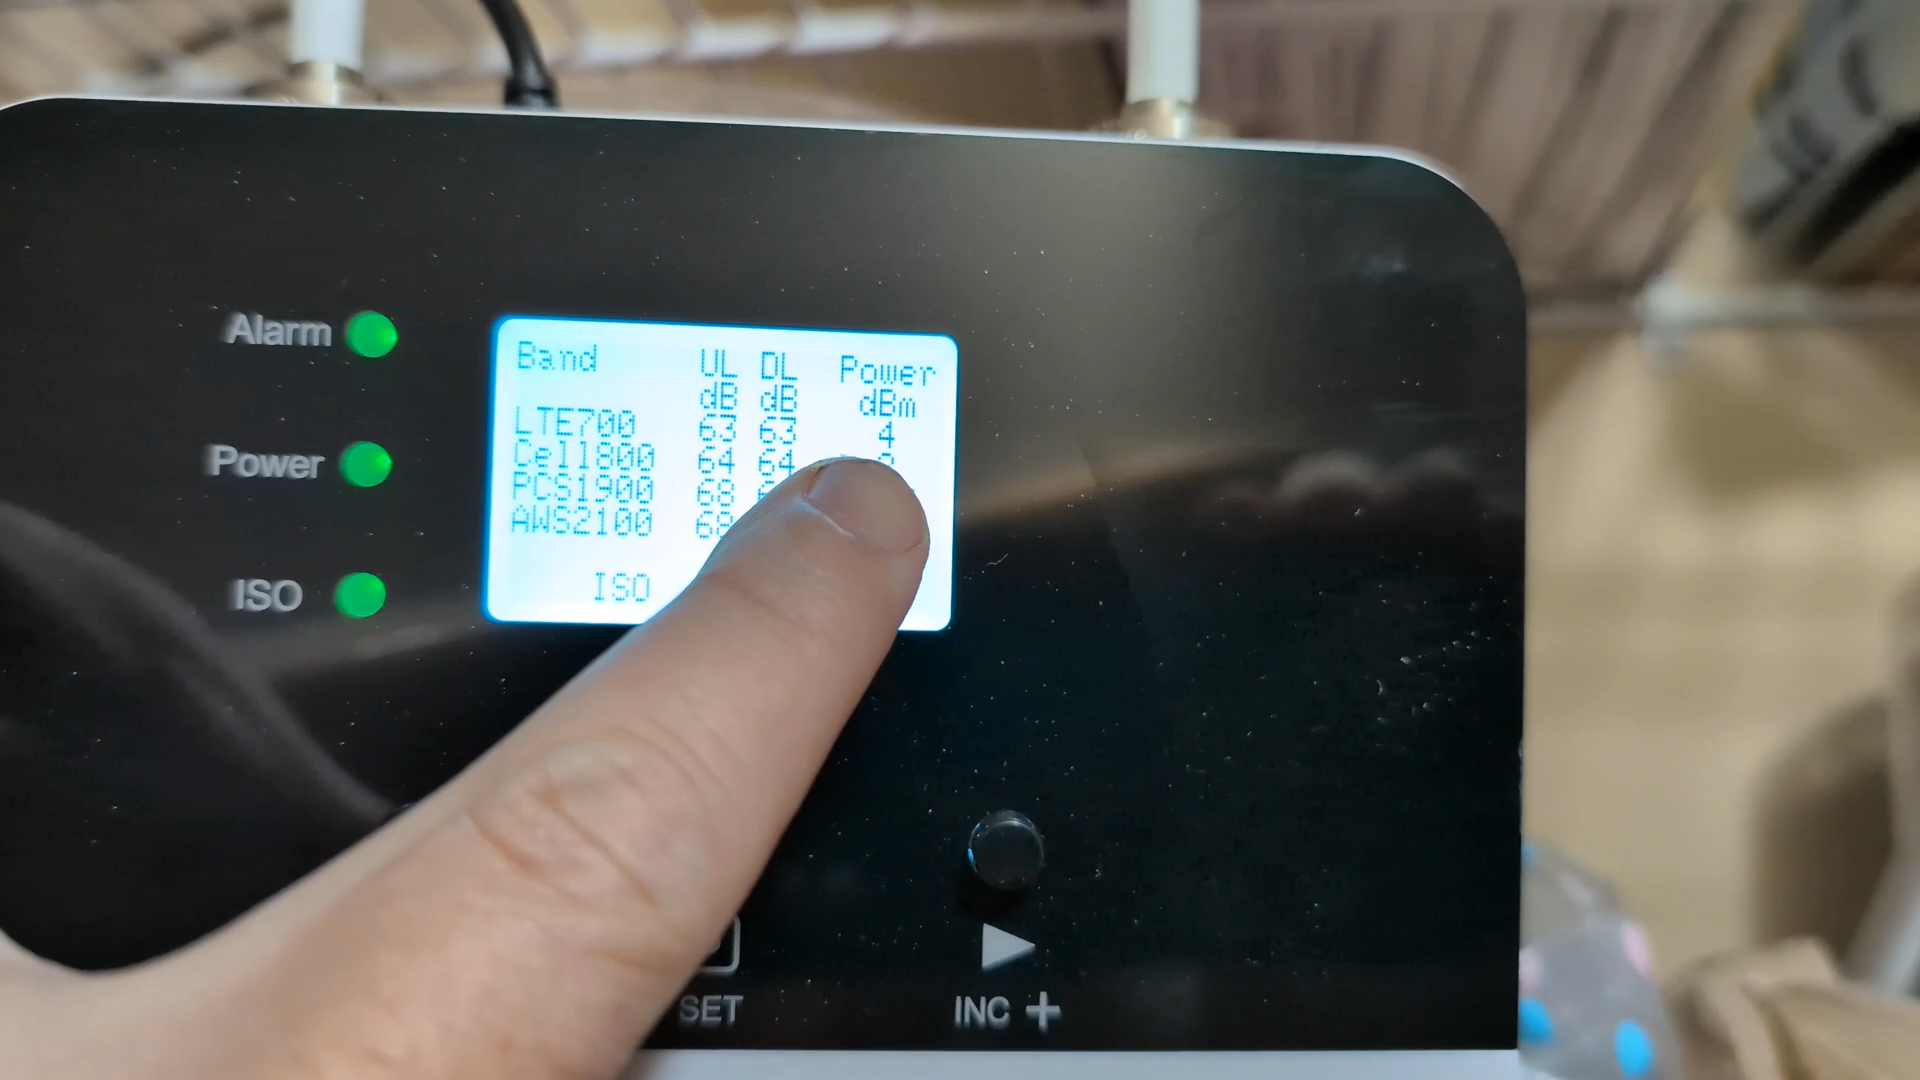 Alarm
Power
ISO
Band UL DL Power
dB dB dBm
LTE700 63 63 4
Cell800 64 64
PCS1900 68
AWS2100 68
ISO
SET
INC +